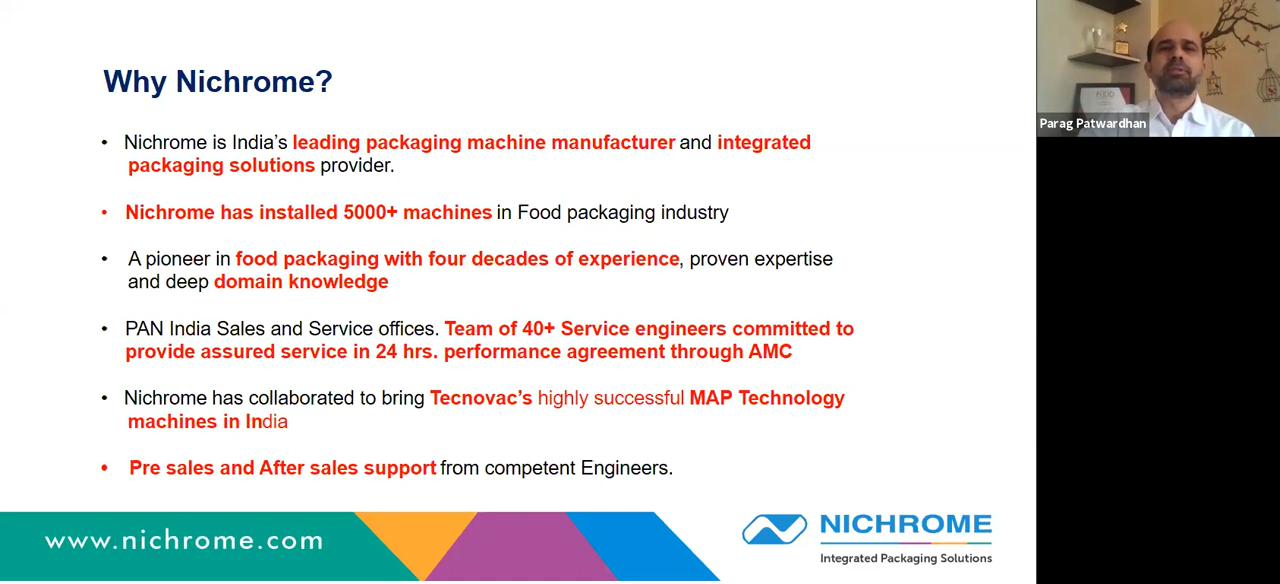 Why Nichrome?
• Nichrome is India’s leading packaging machine manufacturer and integrated
packaging solutions provider.
• Nichrome has installed 5000+ machines in Food packaging industry
• A pioneer in food packaging with four decades of experience, proven expertise
and deep domain knowledge
• PAN India Sales and Service offices. Team of 40+ Service engineers committed to
provide assured service in 24 hrs. performance agreement through AMC
• Nichrome has collaborated to bring Tecnovac’s highly successful MAP Technology
machines in India
• Pre sales and After sales support from competent Engineers.
www.nichrome.com
NICHROME
Integrated Packaging Solutions
Parag Patwardhan